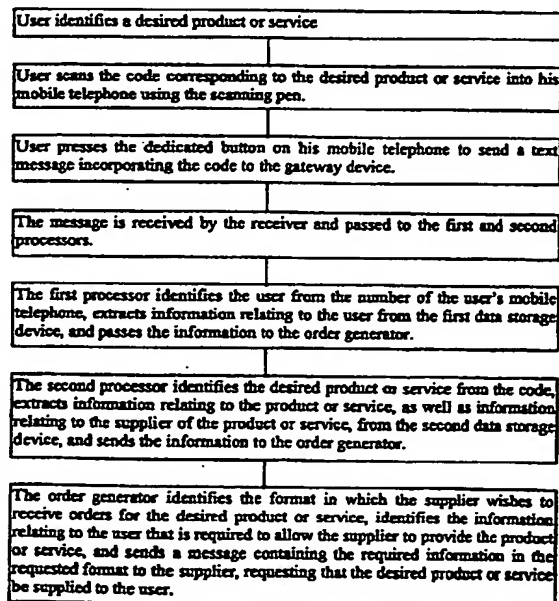 User identifies a desired product or service
User scans the code corresponding to the desired product or service into his
mobile telephone using the scanning pen.
User presses the dedicated button on his mobile telephone to send a text
message incorporating the code to the gateway device.
The message is received by the receiver and passed to the first and second
processors.
The first processor identifies the user from the number of the user's mobile
telephone, extracts information relating to the user from the first data storage
device, and passes the information to the order generator.
The second processor identifies the desired product or service from the code,
extracts information relating to the product or service, as well as information
relating to the supplier of the product or service, from the second data storage
device, and sends the information to the order generator.
The order generator identifies the format in which the supplier wishes to
receive orders for the desired product or service, identifies the information
relating to the user that is required to allow the supplier to provide the product
or service, and sends a message containing the required information in the
requested format to the supplier, requesting that the desired product or service
be supplied to the user.